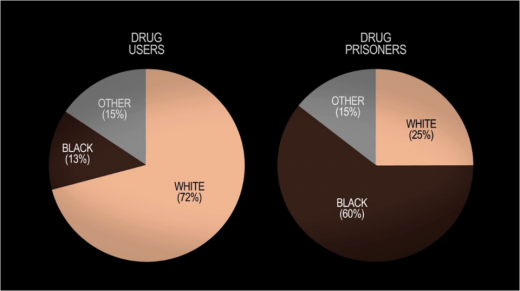 DRUG
USERS
OTHER
(15%)
BLACK
(13%)
WHITE
(72%)
DRUG
PRISONERS
OTHER
(15%)
WHITE
(25%)
BLACK
(60%)